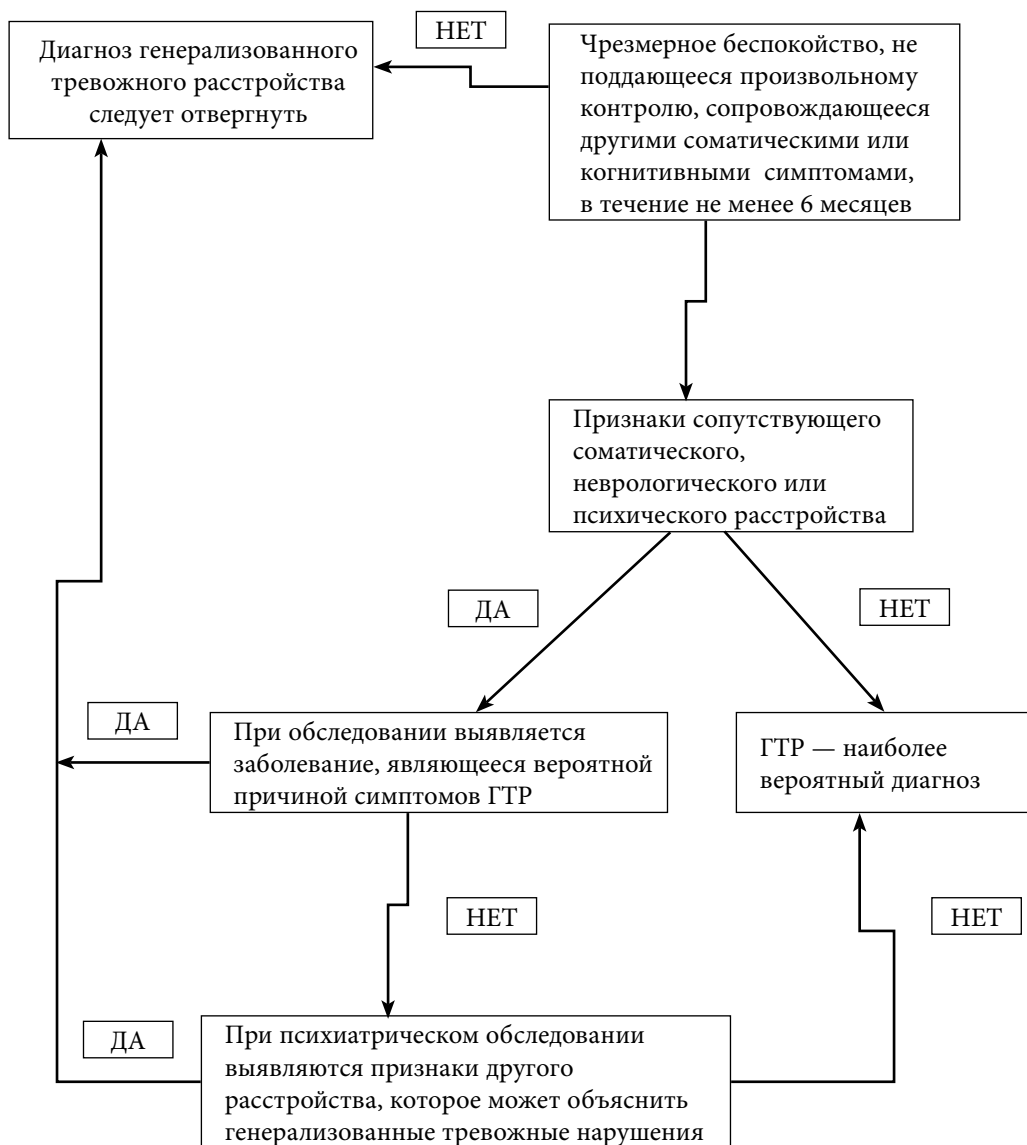 НЕТ
Диагноз генерализованного
тревожного расстройства
следует отвергнуть
Чрезмерное беспокойство, не
поддающееся произвольному
контролю, сопровождающееся
другими соматическими или
когнитивными симптомами,
в течение не менее 6 месяцев
Признаки сопутствующего
соматического,
неврологического или
психического расстройства
ДА
НЕТ
ДА
При обследовании выявляется
заболевание, являющееся вероятной
причиной симптомов ГТР
ГТР — наиболее
вероятный диагноз
НЕТ
НЕТ
ДА
При психиатрическом обследовании
выявляются признаки другого
расстройства, которое может объяснить
генерализованные тревожные нарушения